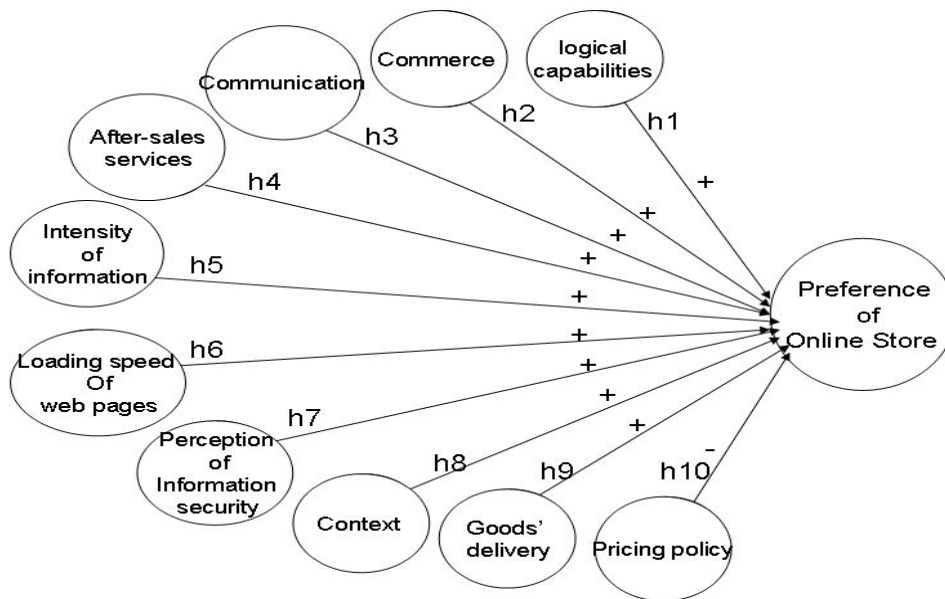 logical
capabilities
h1
+
Commerce
h2
+
Communication
h3
+
After-sales
services
h4
+
Intensity
of
information
h5
+
Loading speed
Of
web pages
h6
+
Perception
of
Information
security
h7
+
Context
h8
+
Goods'
delivery
h9
+
Pricing policy
h10
-
Preference
of
Online Store